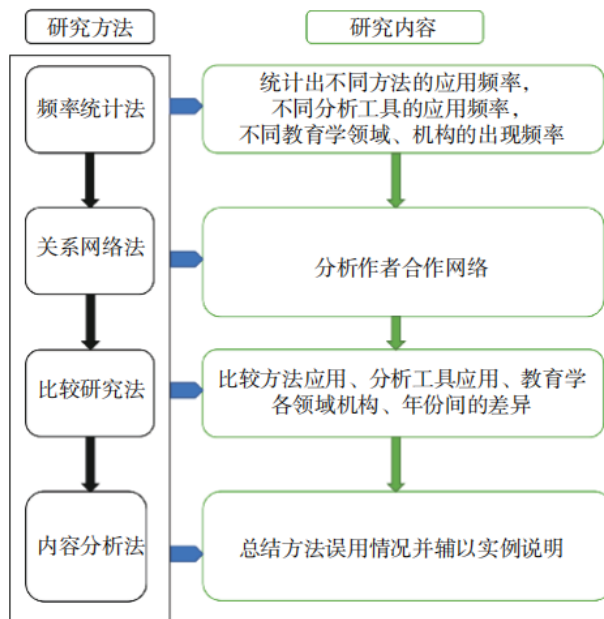 研究方法
研究内容
频率统计法
统计出不同方法的应用频率，
不同分析工具的应用频率，
不同教育学领域、机构的出现频率
关系网络法
分析作者合作网络
比较研究法
比较方法应用、分析工具应用、教育学
各领域机构、年份间的差异
内容分析法
总结方法误用情况并辅以实例说明